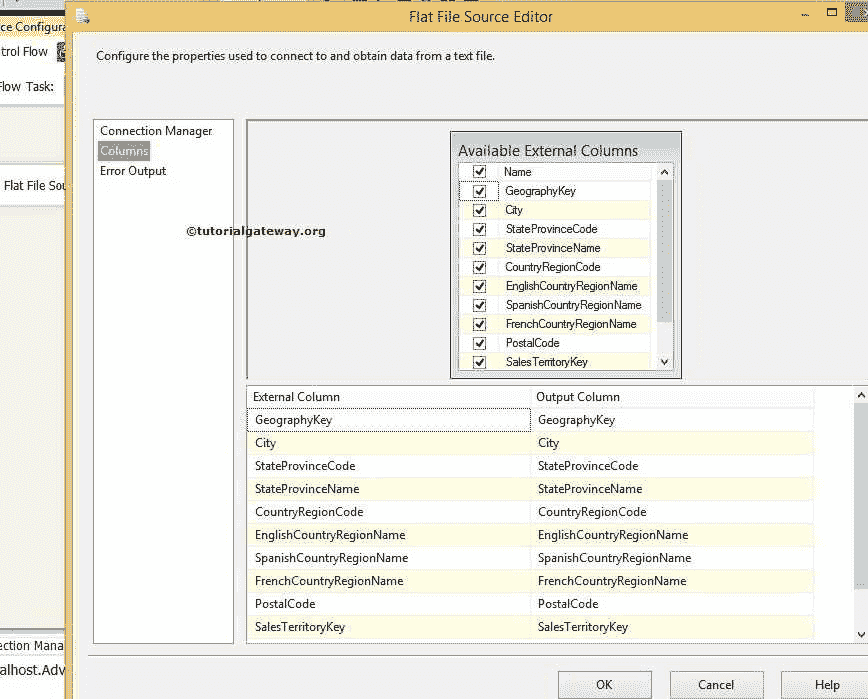 Flat File Source Editor
ce Configura
trol Flow
Flow Task:
Flat File Sou
ection Mana
alhost.Adv
Configure the properties used to connect to and obtain data from a text file.
Connection Manager
Columns
Error Output
©tutorialgateway.org
Available External Columns
Name
GeographyKey
City
StateProvinceCode
StateProvinceName
CountryRegionCode
EnglishCountryRegionName
SpanishCountryRegionName
FrenchCountryRegionName
PostalCode
SalesTerritoryKey
External Column Output Column
GeographyKey GeographyKey
City City
StateProvinceCode StateProvinceCode
StateProvinceName StateProvinceName
CountryRegionCode CountryRegionCode
EnglishCountryRegionName EnglishCountryRegionName
SpanishCountryRegionName SpanishCountryRegionName
FrenchCountryRegionName FrenchCountryRegionName
PostalCode PostalCode
SalesTerritoryKey SalesTerritoryKey
OK Cancel Help